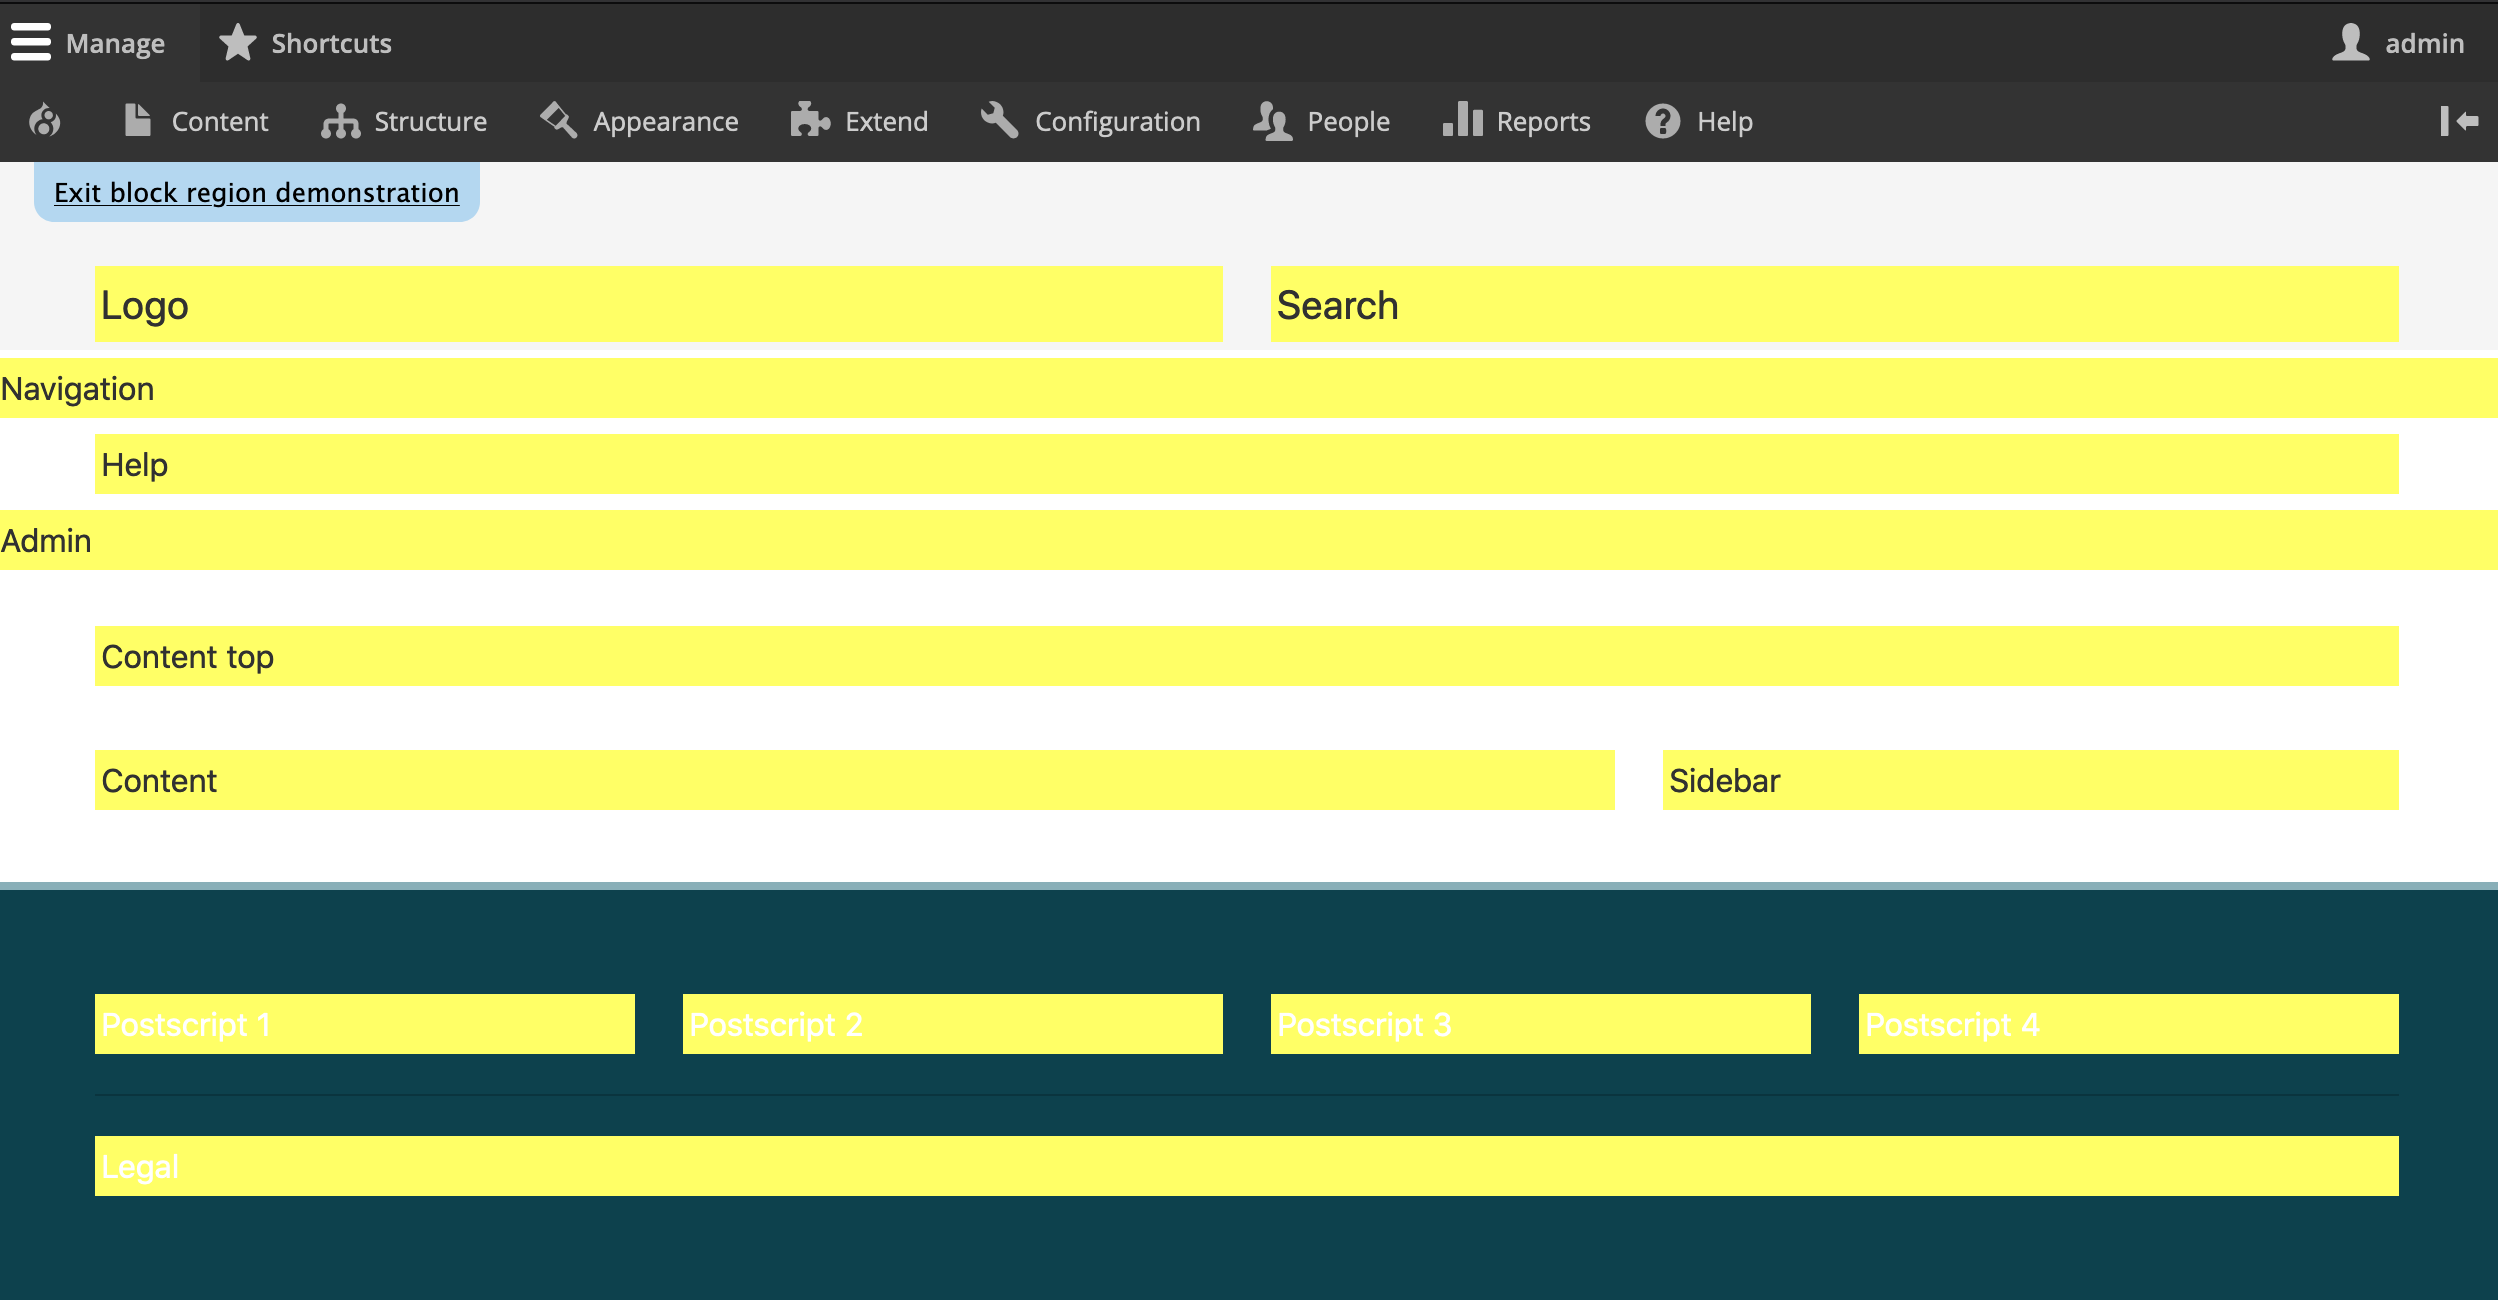 Manage Shortcuts admin
Content Structure Appearance Extend Configuration People Reports Help
Exit block region demonstration
Logo Search
Navigation
Help
Admin
Content top
Content Sidebar
Postscript 1 Postscript 2 Postscript 3 Postscript 4
Legal